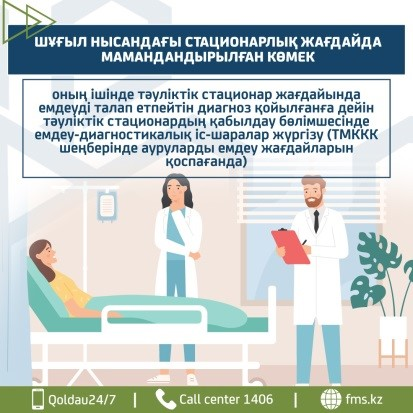 ШҰҒЫЛ НЫСАНДАҒЫ СТАЦИОНАРЛЫҚ ЖАҒДАЙДА
МАМАНДАНДЫРЫЛҒАН КӨМЕК
оның ішінде тәуліктік стационар жағдайында
емдеуді талап етпейтін диагноз қойылғанға дейін
тәуліктік стационардың қабылдау бөлімшесінде
емдеу-диагностикалық іс-шаралар жүргізу (ТМККК
шеңберінде ауруларды емдеу жағдайларын
қоспағанда)
Qoldau24/7 | Call center 1406 | fms.kz